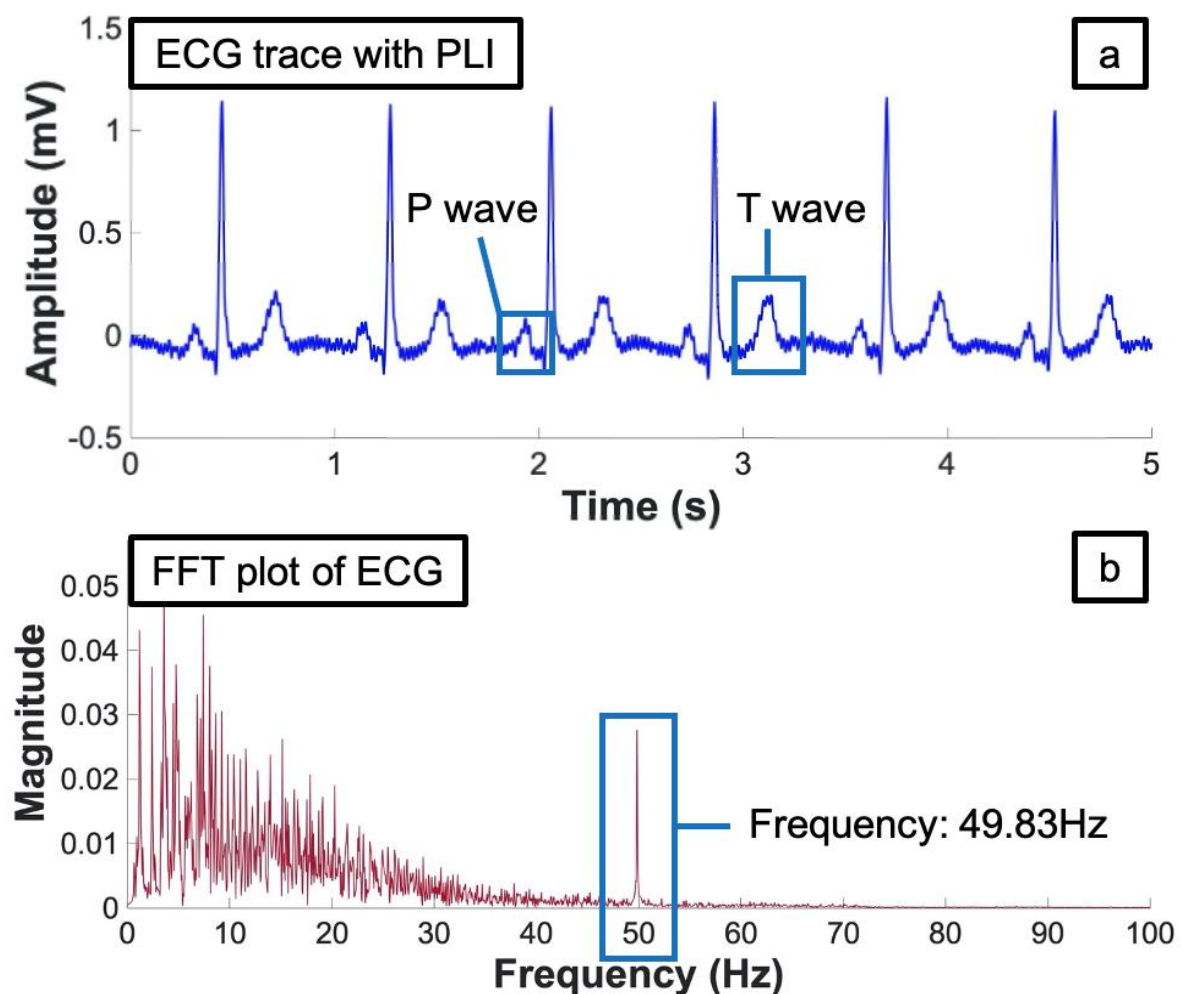 1.5
ECG trace with PLI
a
1
P wave
T wave
0.5
0
-0.5
Amplitude (mV)
0 1 2 3 4 5
Time (s)
FFT plot of ECG
b
0.05
0.04
0.03
0.02
Frequency: 49.83Hz
0.01
0
Magnitude
0 10 20 30 40 50 60 70 80 90 100
Frequency (Hz)